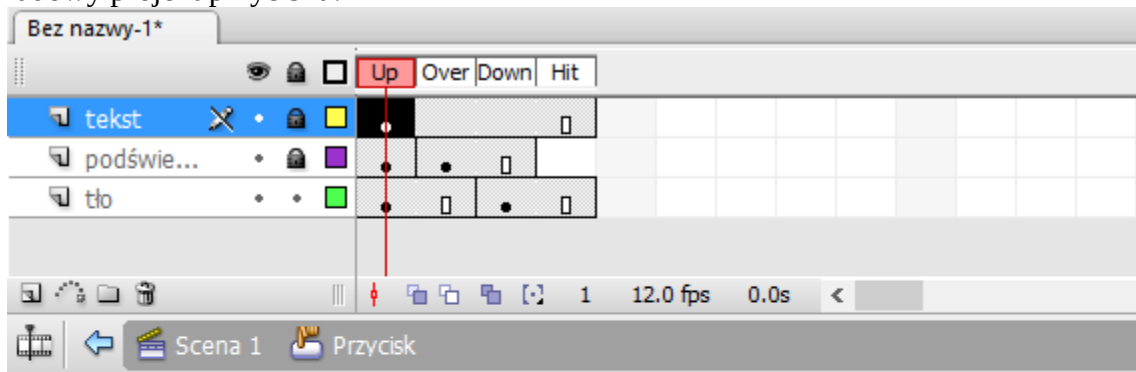 Bez nazwy-1*
Up Over Down Hit
tekst
podświe...
tło
1 12.0 fps 0.0s
Scena 1 Przycisk